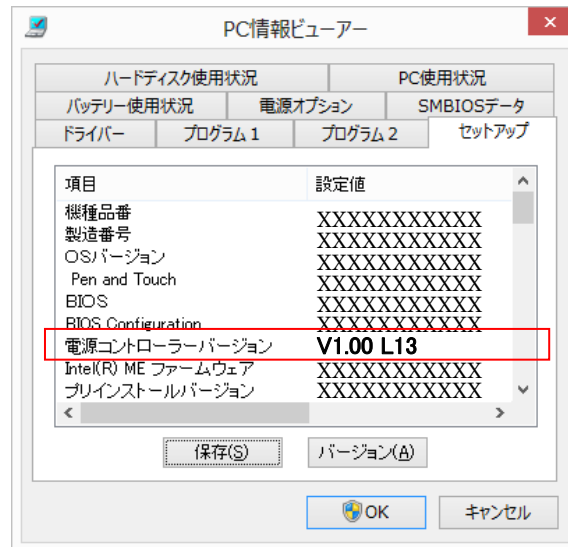 PC情報ビューアー
ハードディスク使用状況 PC使用状況
バッテリー使用状況 電源オプション SMBIOSデータ
ドライバー プログラム 1 プログラム 2 セットアップ
項目 設定値
機種品番 XXXXXXXXXXXX
製造番号 XXXXXXXXXXXX
OSバージョン XXXXXXXXXXXX
Pen and Touch XXXXXXXXXXXX
BIOS XXXXXXXXXXXX
BIOS Configuration XXXXXXXXXXXX
電源コントローラーバージョン V1.00 L13
Intel(R) ME ファームウェア XXXXXXXXXXXX
プリインストールバージョン XXXXXXXXXXXX
保存(S) バージョン(A)
OK キャンセル